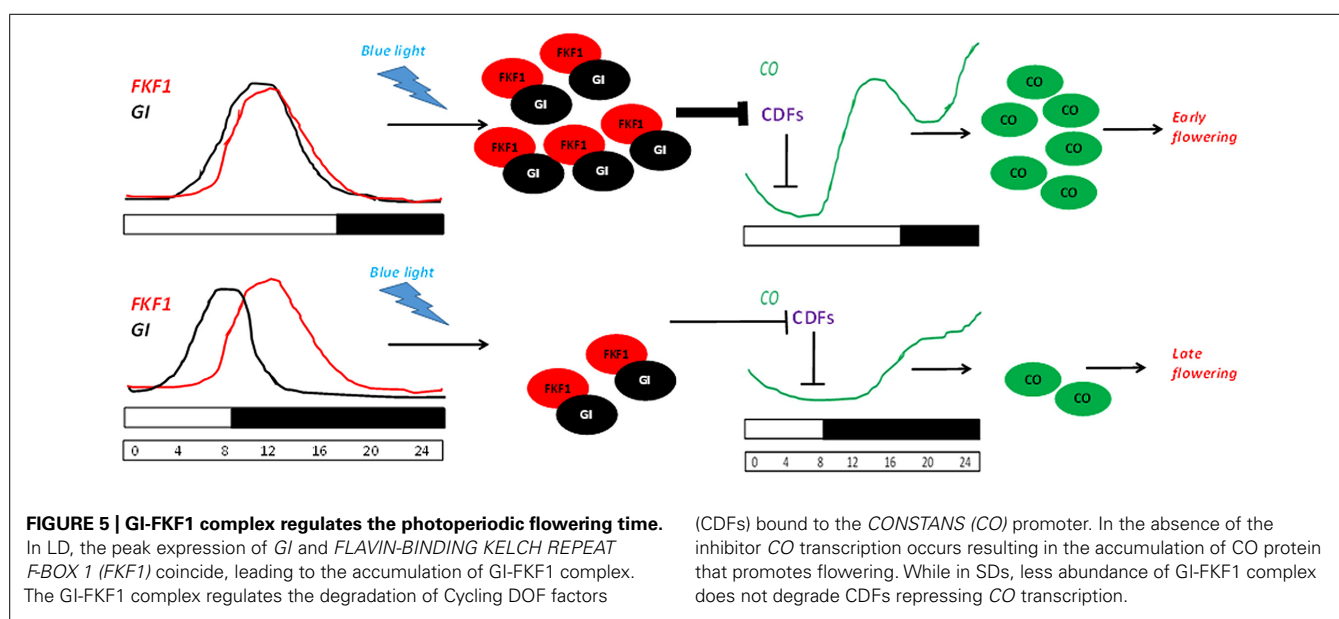 Blue light
FKF1
GI
FKF1
FKF1
GI
GI
FKF1
FKF1
FKF1
GI
GI
GI
CO
CDFs
CO
CO
CO
CO
CO
CO
Early
flowering
Blue light
FKF1
GI
FKF1
GI
FKF1
GI
CO
CDFs
CO
CO
Late
flowering
0 4 8 12 16 20 24
0 4 8 12 16 20 24
FIGURE 5 | GI-FKF1 complex regulates the photoperiodic flowering time.
In LD, the peak expression of GI and FLAVIN-BINDING KELCH REPEAT
F-BOX 1 (FKF1) coincide, leading to the accumulation of GI-FKF1 complex.
The GI-FKF1 complex regulates the degradation of Cycling DOF factors
(CDFs) bound to the CONSTANS (CO) promoter. In the absence of the
inhibitor CO transcription occurs resulting in the accumulation of CO protein
that promotes flowering. While in SDs, less abundance of GI-FKF1 complex
does not degrade CDFs repressing CO transcription.